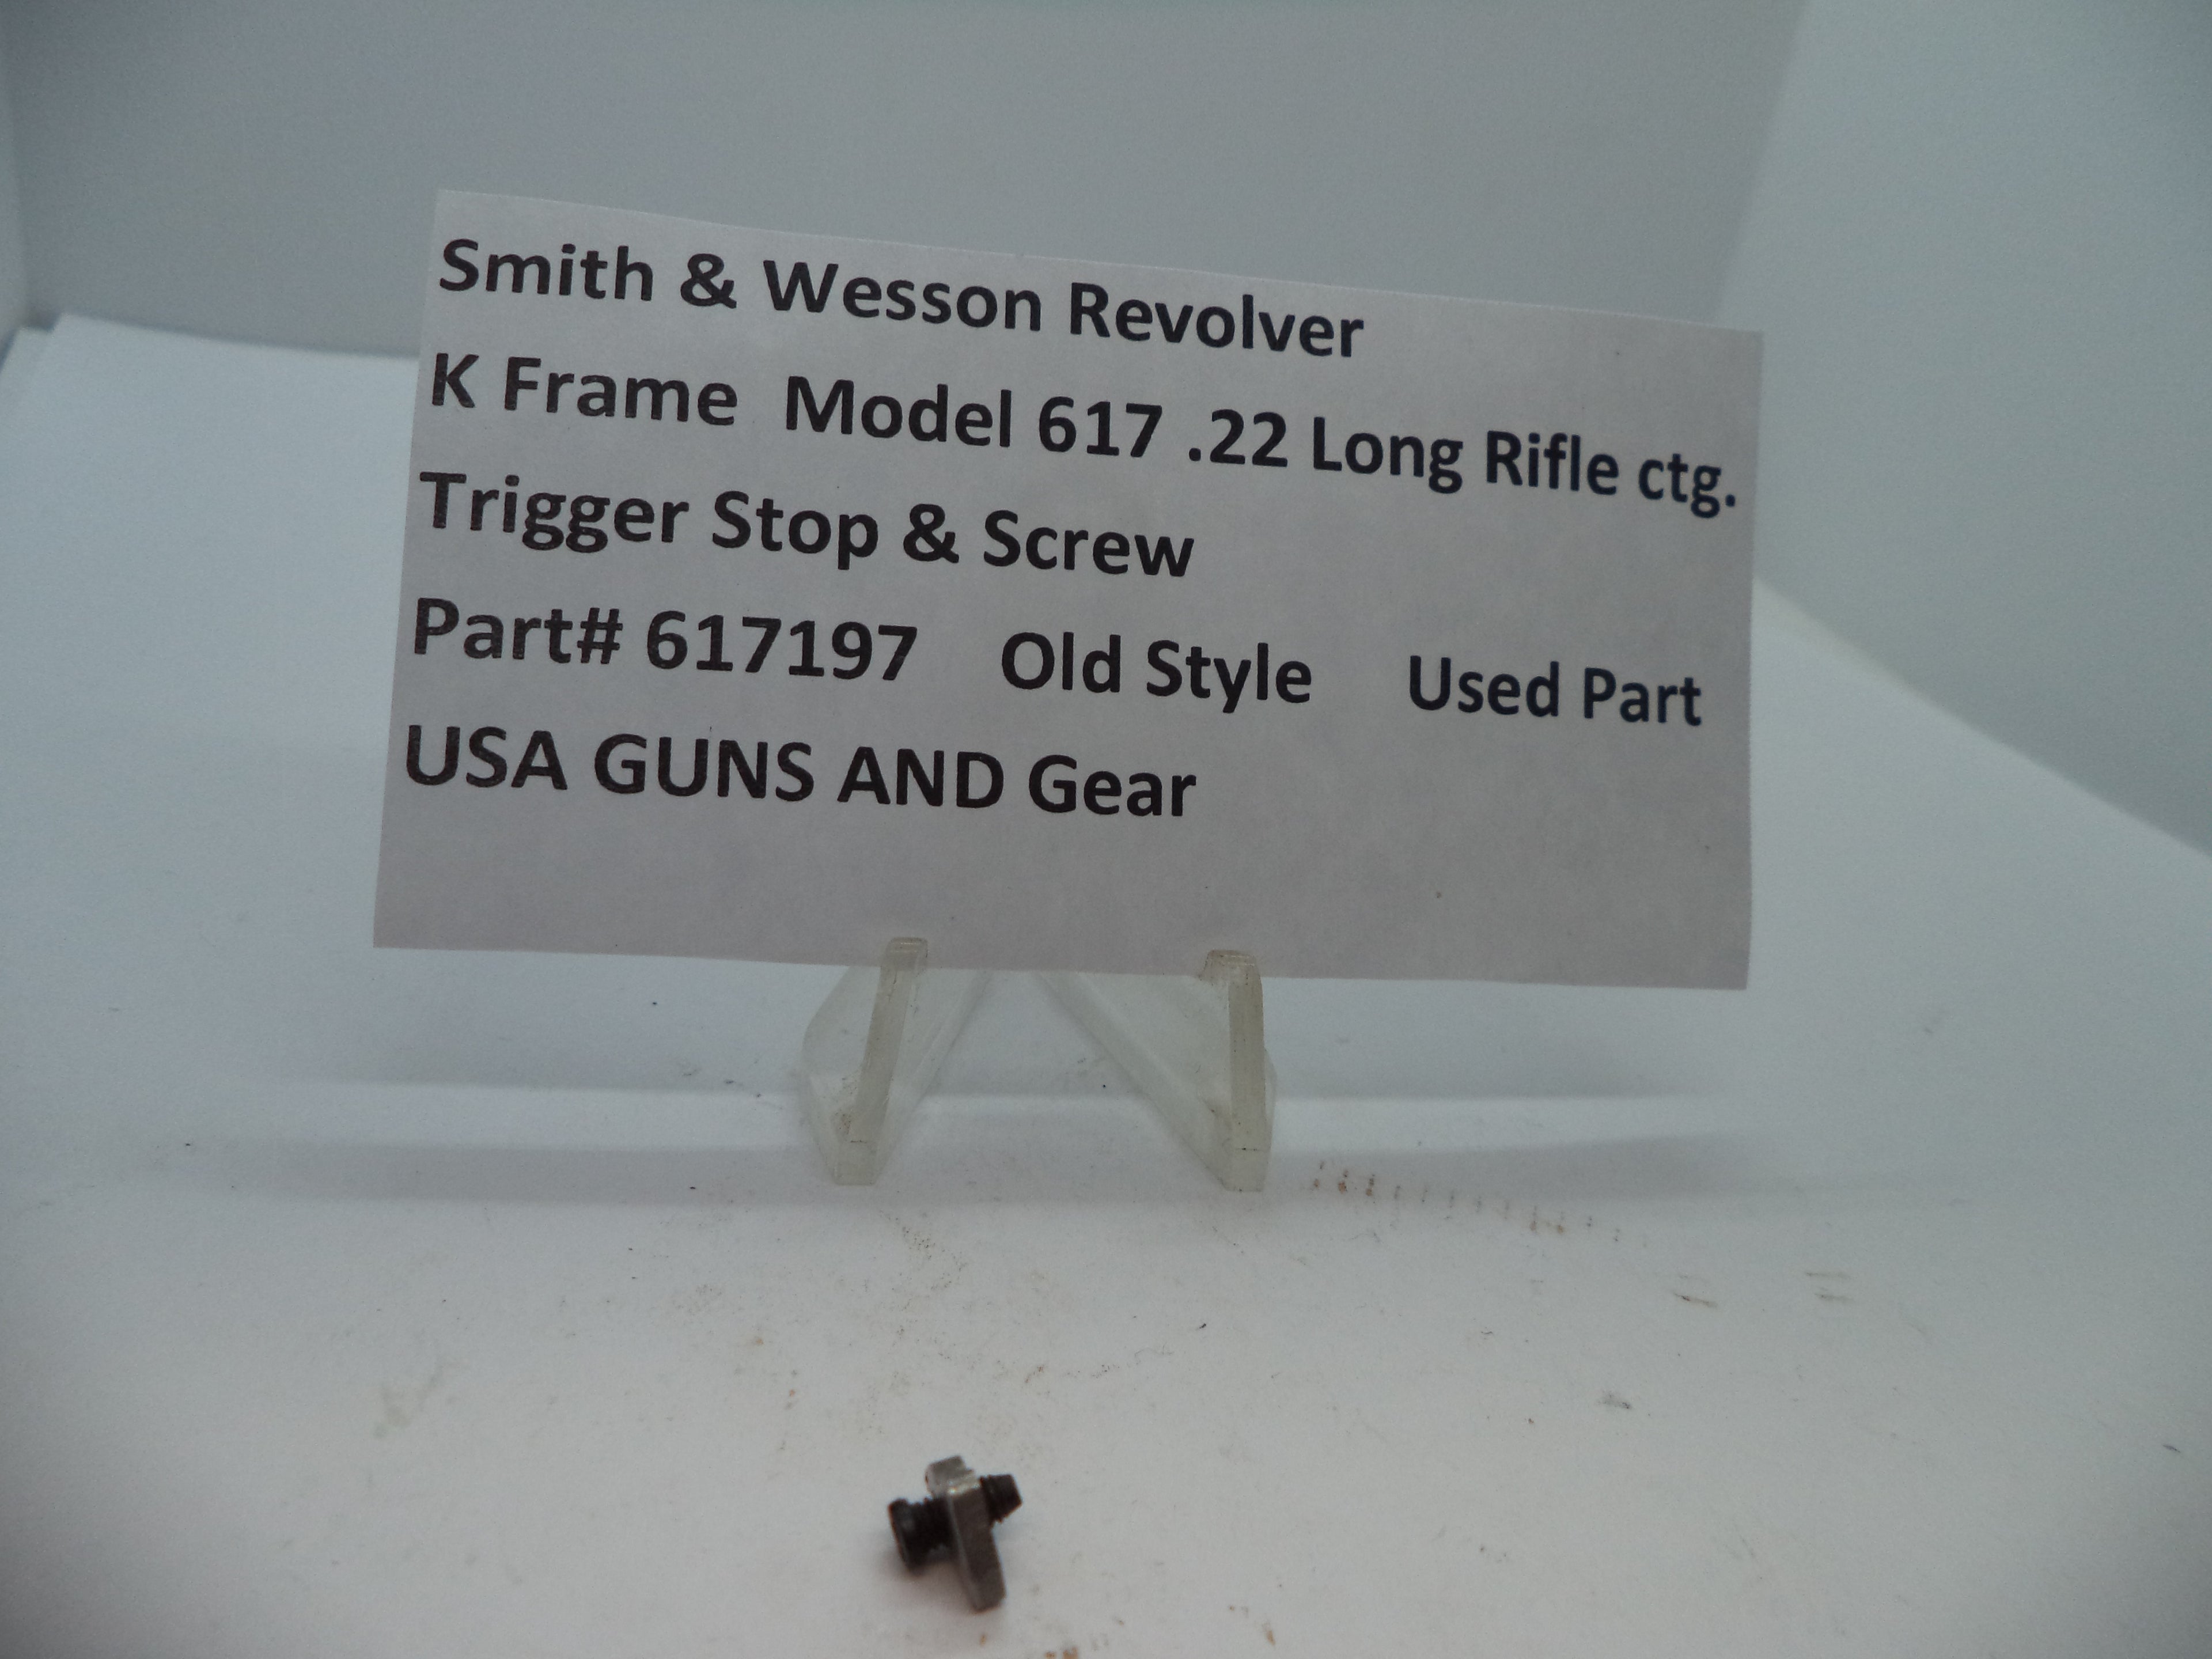 Smith & Wesson Revolver
K Frame Model 617 .22 Long Rifle ctg.
Trigger Stop & Screw
Part# 617197 Old Style Used Part
USA GUNS AND Gear